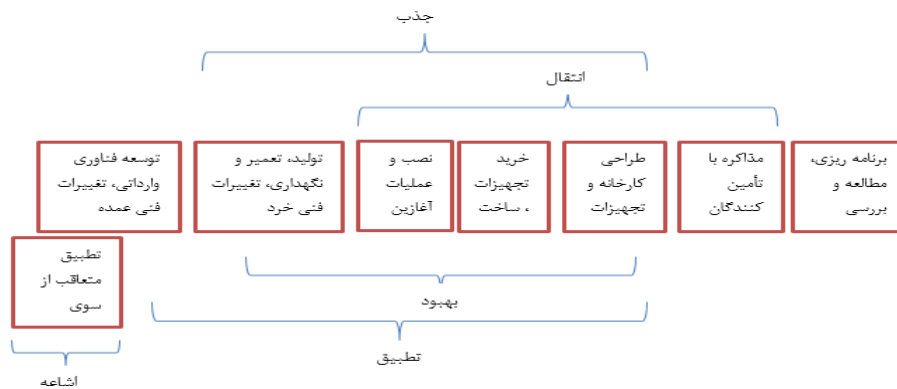 جذب
انتقال
برنامه ریزی،
مطالعه و
بررسی
مذاکره با
تأمین
کنندگان
طراحی
کارخانه و
تجهیزات
خرید
تجهیزات
، ساخت
نصب و
عملیات
آغازین
تولید، تعمیر و
نگهداری، تغییرات
فنی خرد
توسعه فناوری
وارداتی، تغییرات
فنی عمده
تطبیق
متعاقب از
سوی
بهبود
تطبیق
اشاعه